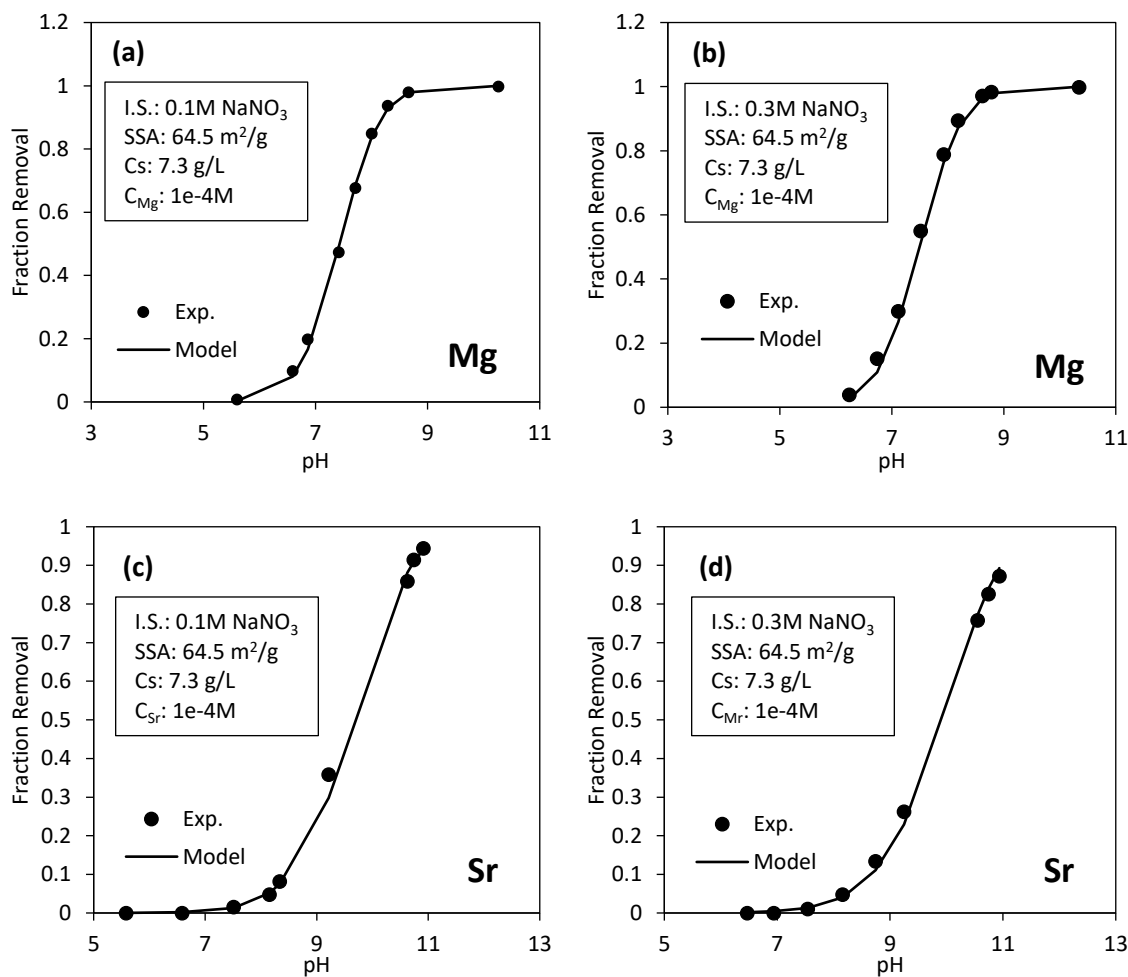 (a)
1.2
1
0.8
0.6
0.4
0.2
0
Fraction Removal
I.S.: 0.1M NaNO₃
SSA: 64.5 m²/g
Cs: 7.3 g/L
C_Mg: 1e-4M
Exp.
Model
Mg
3 5 7 9 11
pH
(b)
1.2
1
0.8
0.6
0.4
0.2
0
Fraction Removal
I.S.: 0.3M NaNO₃
SSA: 64.5 m²/g
Cs: 7.3 g/L
C_Mg: 1e-4M
Exp.
Model
Mg
3 5 7 9 11
pH
(c)
1
0.9
0.8
0.7
0.6
0.5
0.4
0.3
0.2
0.1
0
Fraction Removal
I.S.: 0.1M NaNO₃
SSA: 64.5 m²/g
Cs: 7.3 g/L
C_Sr: 1e-4M
Exp.
Model
Sr
5 7 9 11 13
pH
(d)
1
0.9
0.8
0.7
0.6
0.5
0.4
0.3
0.2
0.1
0
Fraction Removal
I.S.: 0.3M NaNO₃
SSA: 64.5 m²/g
Cs: 7.3 g/L
C_Mr: 1e-4M
Exp.
Model
Sr
5 7 9 11 13
pH